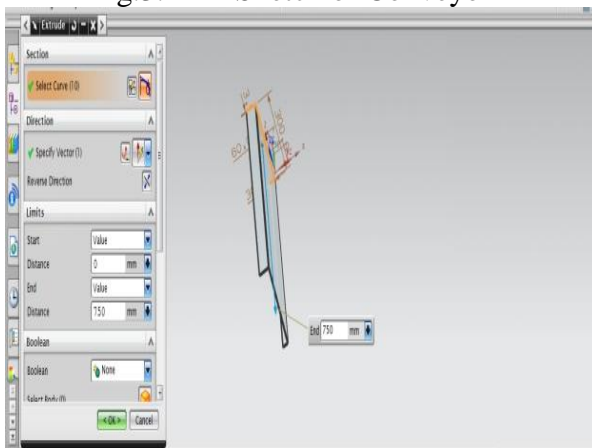 Extrude
Section
Select Curve (10)
Direction
Specify Vector (1)
Reverse Direction
Limits
Start Value
Distance 0 mm
End Value
Distance 750 mm
Boolean
Boolean None
<OK> Cancel
End 750 mm